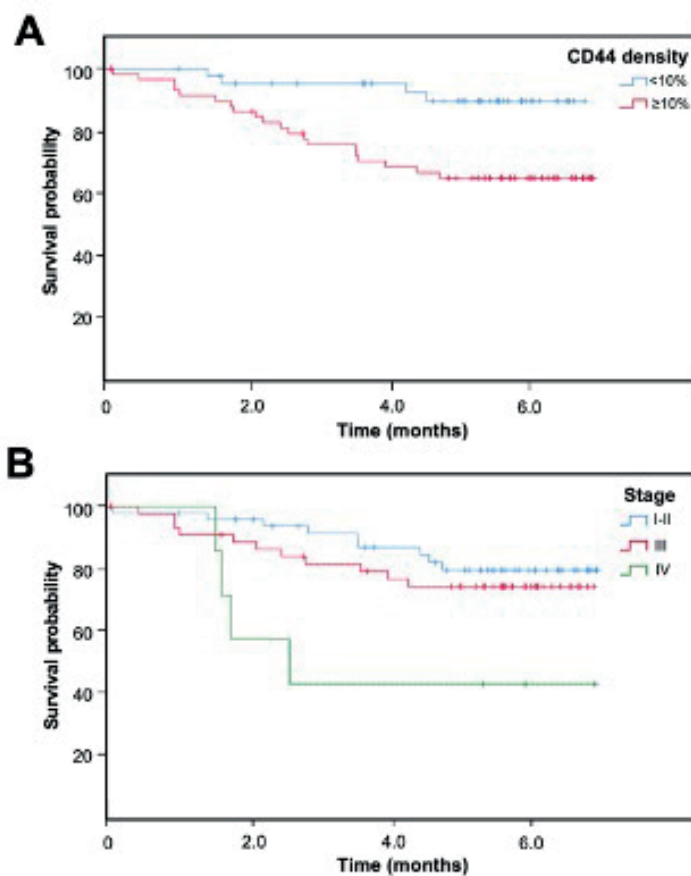 A
CD44 density
<10%
≥10%
100
80
60
40
20
Survival probability
0 2.0 4.0 6.0
Time (months)
B
Stage
I-II
III
IV
100
80
60
40
20
Survival probability
0 2.0 4.0 6.0
Time (months)